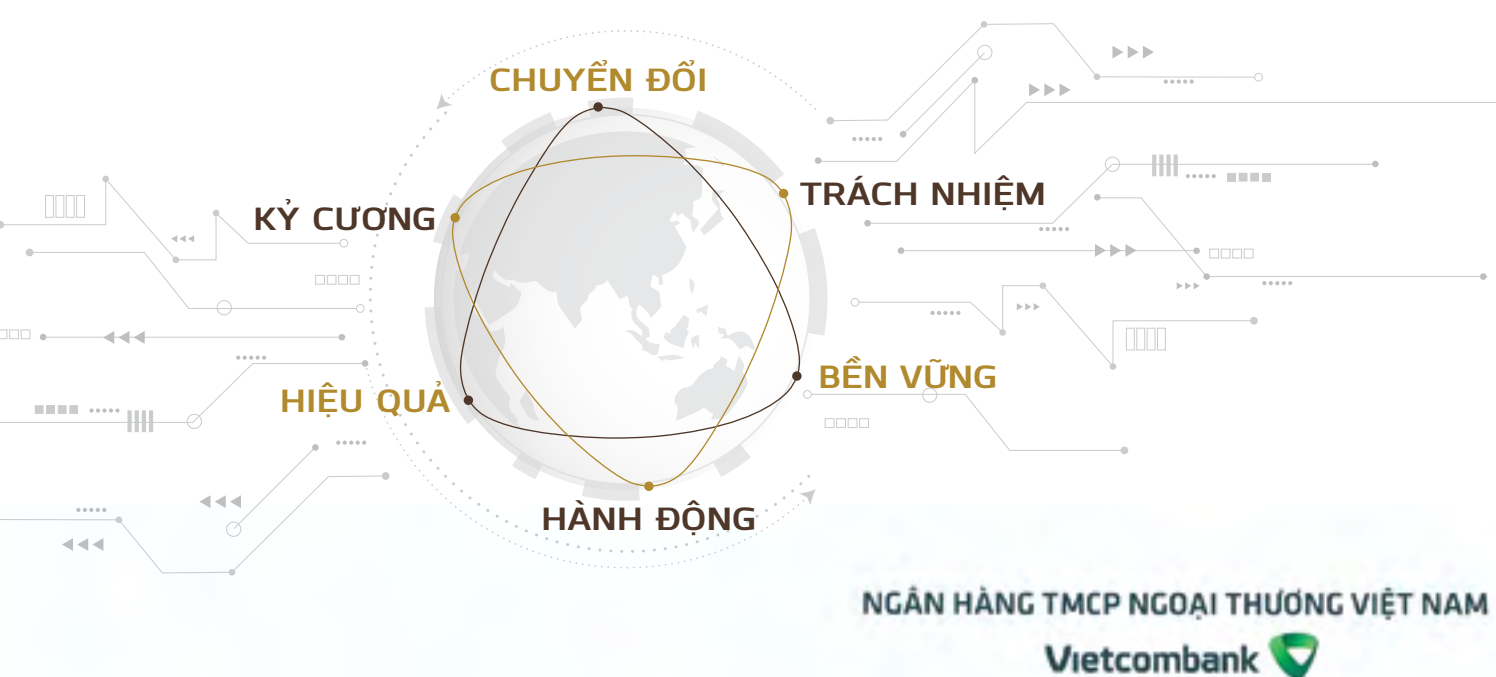 CHUYỂN ĐỔI
TRÁCH NHIỆM
KỶ CƯƠNG
BỀN VỮNG
HIỆU QUẢ
HÀNH ĐỘNG
NGÂN HÀNG TMCP NGOẠI THƯƠNG VIỆT NAM
Vietcombank